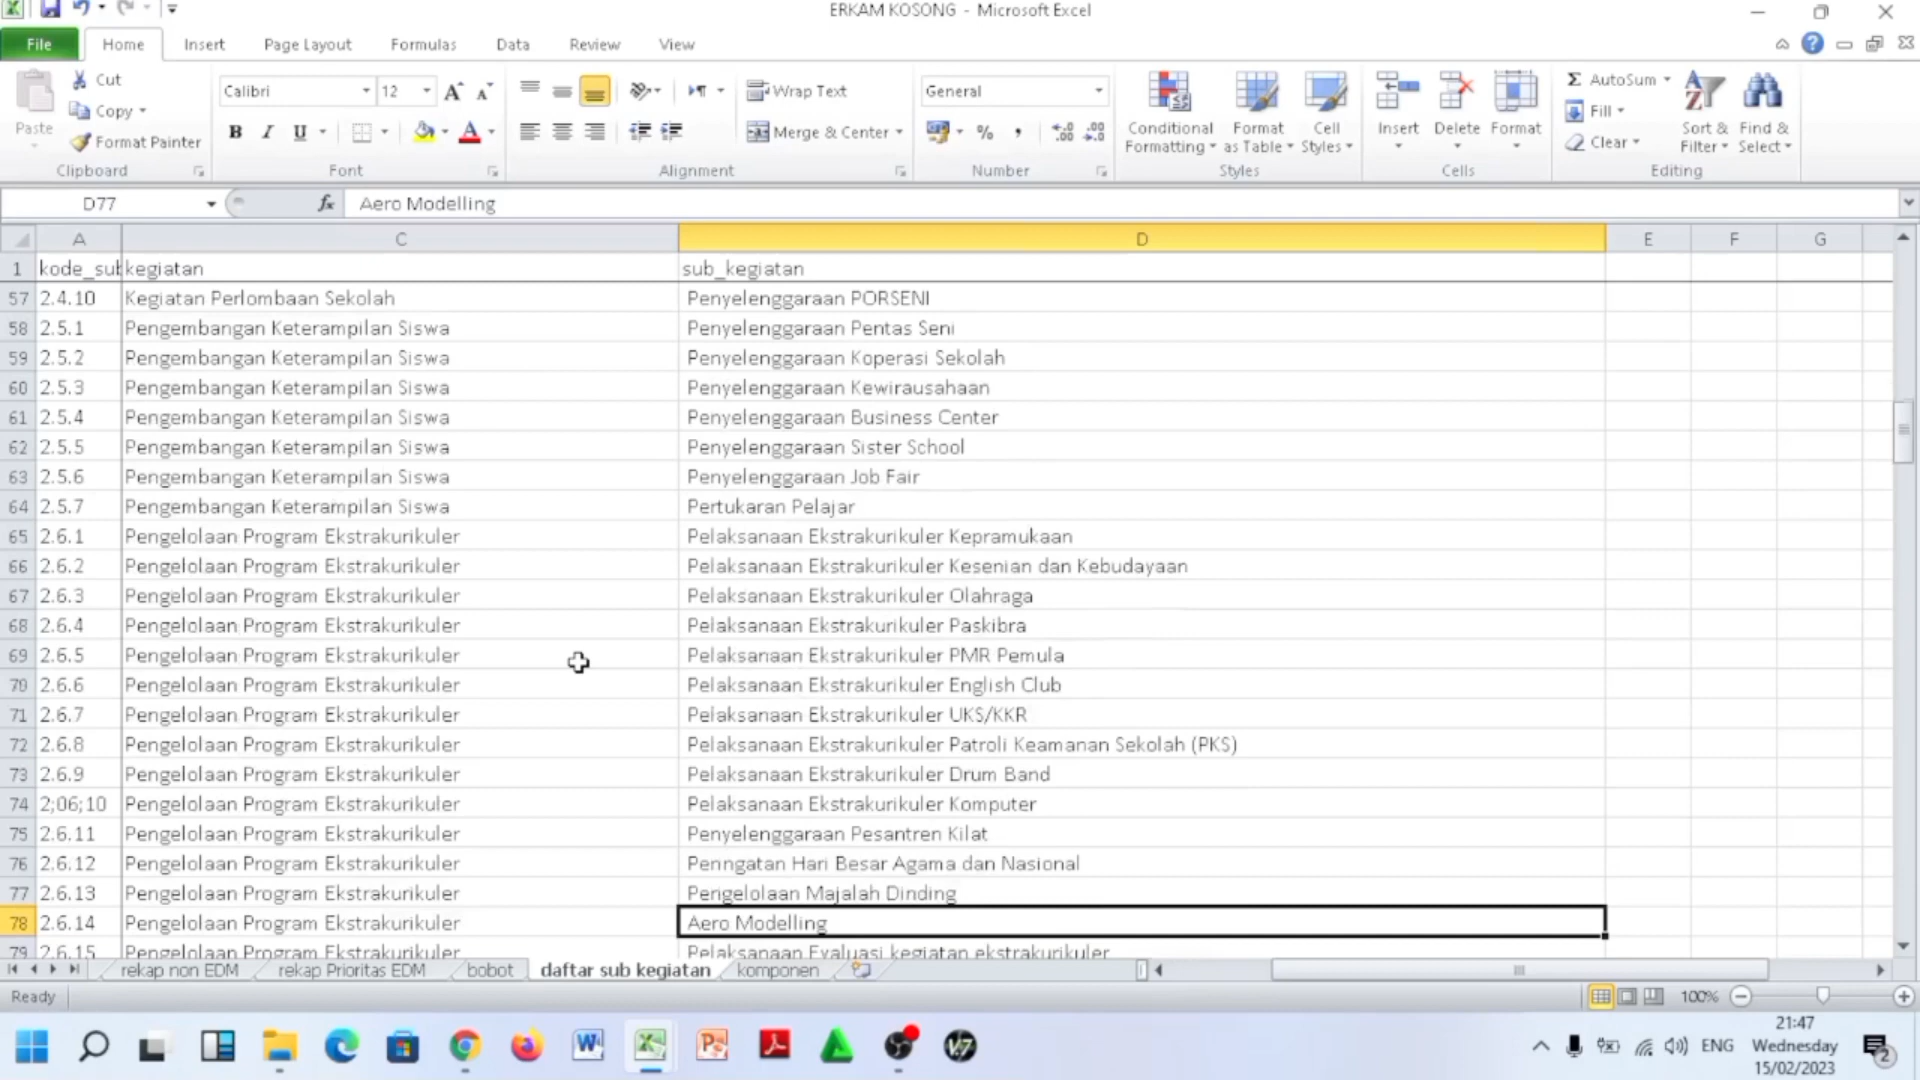 ERKAM KOSONG - Microsoft Excel
File Home Insert Page Layout Formulas Data Review View
Paste
Cut
Copy
Format Painter
Clipboard
Calibri 12
B I U A
Font
Wrap Text
Merge & Center
Alignment
General
%
Number
Conditional Formatting
Format as Table
Cell Styles
Styles
Insert Delete Format
Cells
AutoSum
Fill
Clear
Sort & Filter
Find & Select
Editing
D77 fx Aero Modelling
A C D E F G
1 kode_sub kegiatan sub_kegiatan
57 2.4.10 Kegiatan Perlombaan Sekolah Penyelenggaraan PORSENI
58 2.5.1 Pengembangan Keterampilan Siswa Penyelenggaraan Pentas Seni
59 2.5.2 Pengembangan Keterampilan Siswa Penyelenggaraan Koperasi Sekolah
60 2.5.3 Pengembangan Keterampilan Siswa Penyelenggaraan Kewirausahaan
61 2.5.4 Pengembangan Keterampilan Siswa Penyelenggaraan Business Center
62 2.5.5 Pengembangan Keterampilan Siswa Penyelenggaraan Sister School
63 2.5.6 Pengembangan Keterampilan Siswa Penyelenggaraan Job Fair
64 2.5.7 Pengembangan Keterampilan Siswa Pertukaran Pelajar
65 2.6.1 Pengelolaan Program Ekstrakurikuler Pelaksanaan Ekstrakurikuler Kepramukaan
66 2.6.2 Pengelolaan Program Ekstrakurikuler Pelaksanaan Ekstrakurikuler Kesenian dan Kebudayaan
67 2.6.3 Pengelolaan Program Ekstrakurikuler Pelaksanaan Ekstrakurikuler Olahraga
68 2.6.4 Pengelolaan Program Ekstrakurikuler Pelaksanaan Ekstrakurikuler Paskibra
69 2.6.5 Pengelolaan Program Ekstrakurikuler Pelaksanaan Ekstrakurikuler PMR Pemula
70 2.6.6 Pengelolaan Program Ekstrakurikuler Pelaksanaan Ekstrakurikuler English Club
71 2.6.7 Pengelolaan Program Ekstrakurikuler Pelaksanaan Ekstrakurikuler UKS/KKR
72 2.6.8 Pengelolaan Program Ekstrakurikuler Pelaksanaan Ekstrakurikuler Patroli Keamanan Sekolah (PKS)
73 2.6.9 Pengelolaan Program Ekstrakurikuler Pelaksanaan Ekstrakurikuler Drum Band
74 2;06;10 Pengelolaan Program Ekstrakurikuler Pelaksanaan Ekstrakurikuler Komputer
75 2.6.11 Pengelolaan Program Ekstrakurikuler Penyelenggaraan Pesantren Kilat
76 2.6.12 Pengelolaan Program Ekstrakurikuler Penngatan Hari Besar Agama dan Nasional
77 2.6.13 Pengelolaan Program Ekstrakurikuler Pengelolaan Majalah Dinding
78 2.6.14 Pengelolaan Program Ekstrakurikuler Aero Modelling
79 2.6.15 Pengelolaan Program Ekstrakurikuler Pelaksanaan Evaluasi kegiatan ekstrakurikuler
rekap non EDM rekap Prioritas EDM bobot daftar sub kegiatan komponen
Ready 100%
ENG 21:47
Wednesday
15/02/2023
2